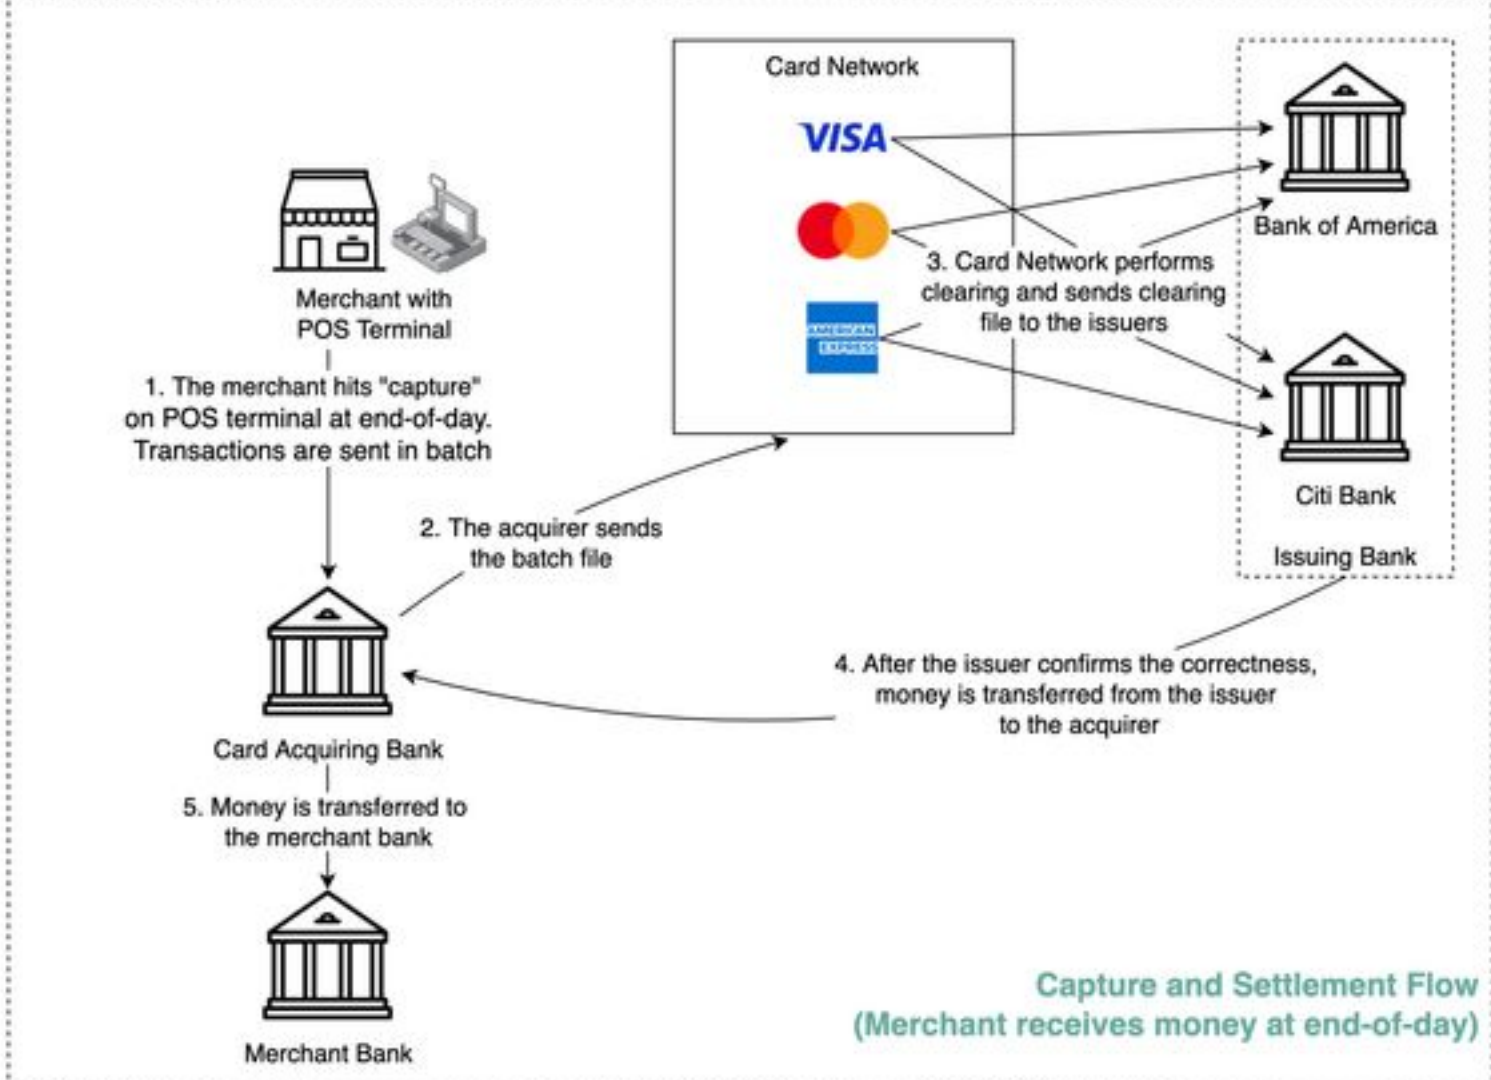 Card Network
VISA
AMERICAN
EXPRESS
Bank of America
Merchant with
POS Terminal
3. Card Network performs
clearing and sends clearing
file to the issuers
1. The merchant hits "capture"
on POS terminal at end-of-day.
Transactions are sent in batch
Citi Bank
Issuing Bank
2. The acquirer sends
the batch file
4. After the issuer confirms the correctness,
money is transferred from the issuer
to the acquirer
Card Acquiring Bank
5. Money is transferred to
the merchant bank
Merchant Bank
Capture and Settlement Flow
(Merchant receives money at end-of-day)